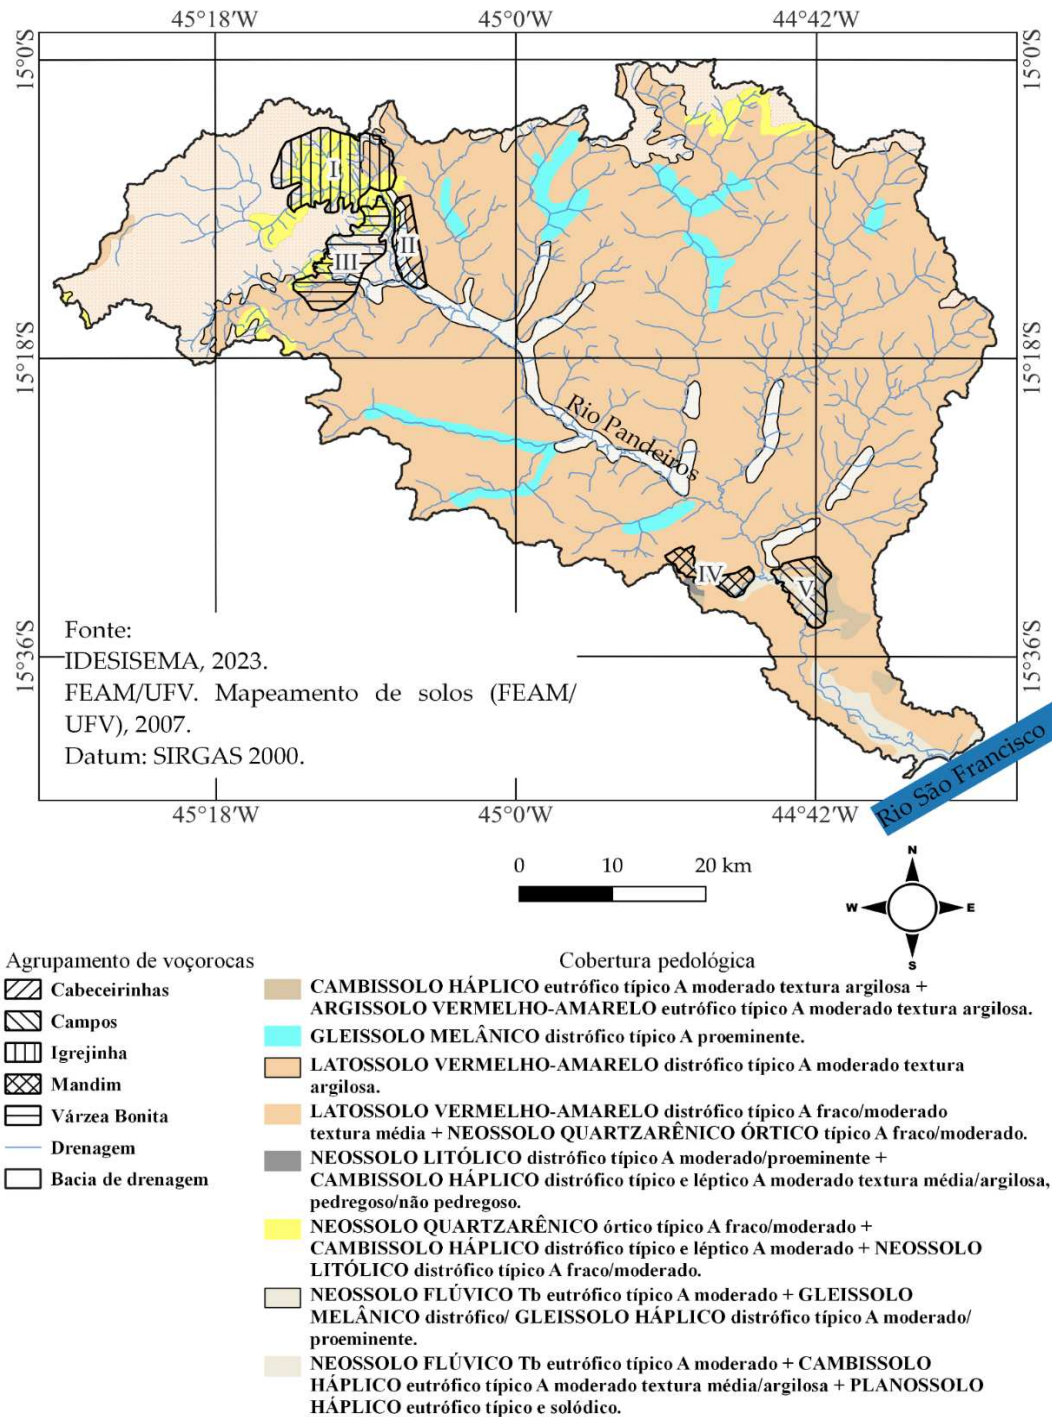 45°18'W 45°0'W 44°42'W
15°0'S 15°0'S
I
II
III
15°18'S 15°18'S
Rio Pandeiros
IV
V
15°36'S 15°36'S
Fonte:
IDESISEMA, 2023.
FEAM/UFV. Mapeamento de solos (FEAM/
UFV), 2007.
Datum: SIRGAS 2000.
Rio São Francisco
45°18'W 45°0'W 44°42'W
0 10 20 km
N
W E
S
Agrupamento de voçorocas
Cabeceirinhas
Campos
Igrejinha
Mandim
Várzea Bonita
Drenagem
Bacia de drenagem
Cobertura pedológica
CAMBISSOLO HÁPLICO eutrófico típico A moderado textura argilosa +
ARGISSOLO VERMELHO-AMARELO eutrófico típico A moderado textura argilosa.
GLEISSOLO MELÂNICO distrófico típico A proeminente.
LATOSSOLO VERMELHO-AMARELO distrófico típico A moderado textura
argilosa.
LATOSSOLO VERMELHO-AMARELO distrófico típico A fraco/moderado
textura média + NEOSSOLO QUARTZARÊNICO ÓRTICO típico A fraco/moderado.
NEOSSOLO LITÓLICO distrófico típico A moderado/proeminente +
CAMBISSOLO HÁPLICO distrófico típico e léptico A moderado textura média/argilosa,
pedregoso/não pedregoso.
NEOSSOLO QUARTZARÊNICO órtico típico A fraco/moderado +
CAMBISSOLO HÁPLICO distrófico típico e léptico A moderado + NEOSSOLO
LITÓLICO distrófico típico A fraco/moderado.
NEOSSOLO FLÚVICO Tb eutrófico típico A moderado + GLEISSOLO
MELÂNICO distrófico/ GLEISSOLO HÁPLICO distrófico típico A moderado/
proeminente.
NEOSSOLO FLÚVICO Tb eutrófico típico A moderado + CAMBISSOLO
HÁPLICO eutrófico típico A moderado textura média/argilosa + PLANOSSOLO
HÁPLICO eutrófico típico e solódico.